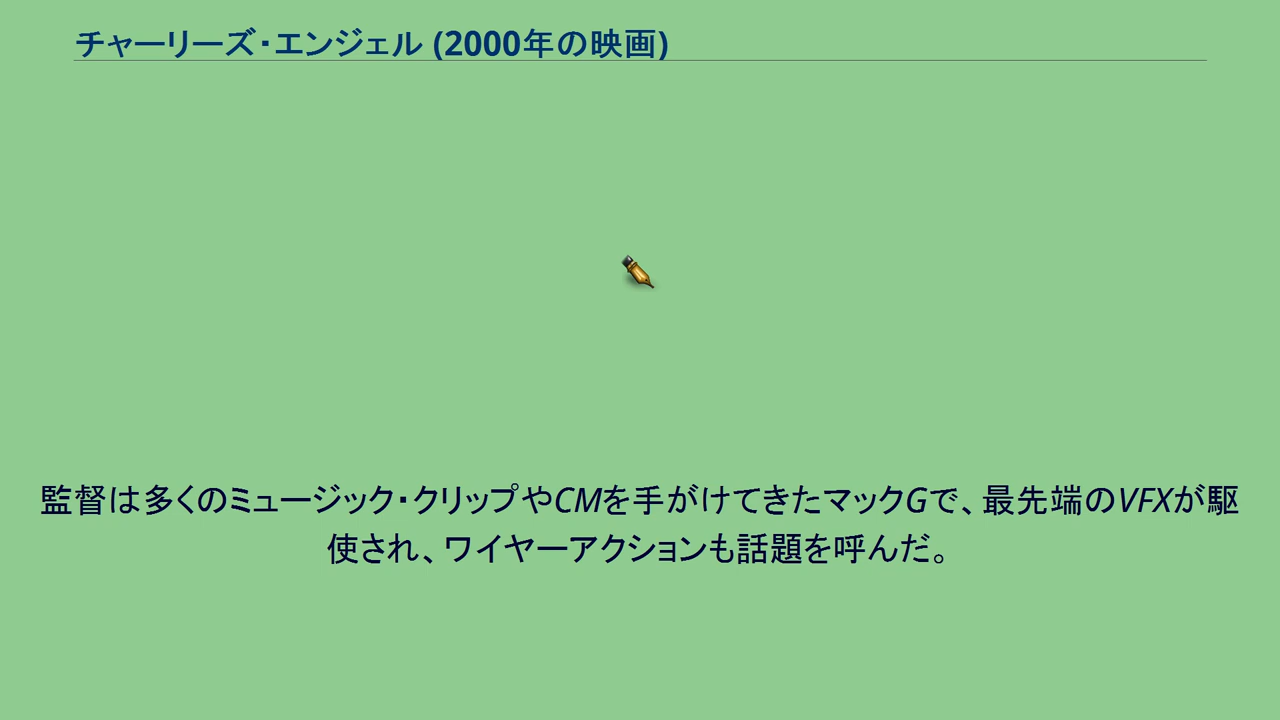 チャーリーズ・エンジェル (2000年の映画)
監督は多くのミュージック・クリップやCMを手がけてきたマックGで、最先端のVFXが駆
使され、ワイヤーアクションも話題を呼んだ。